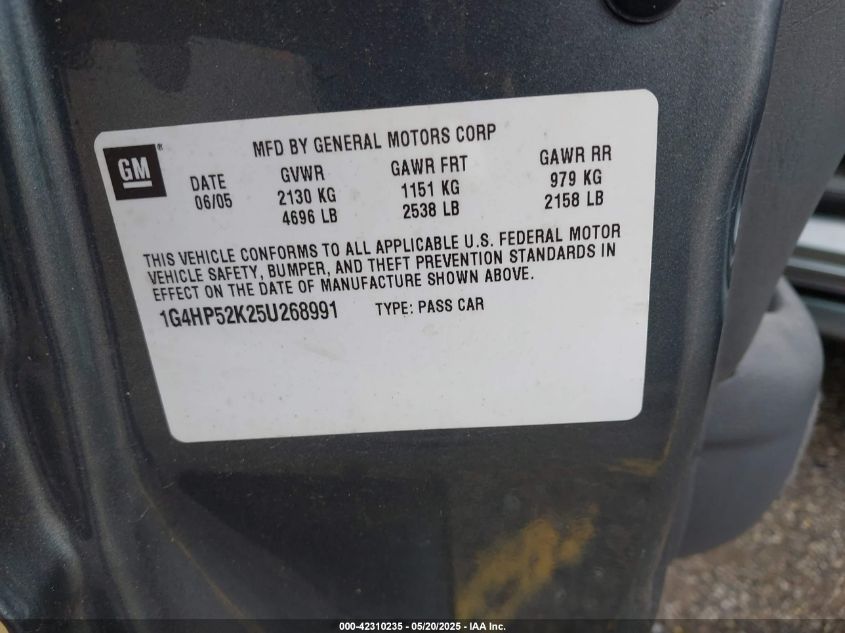 GM®
MFD BY GENERAL MOTORS CORP
DATE GVWR GAWR FRT GAWR RR
06/05 2130 KG 1151 KG 979 KG
4696 LB 2538 LB 2158 LB
THIS VEHICLE CONFORMS TO ALL APPLICABLE U.S. FEDERAL MOTOR
VEHICLE SAFETY, BUMPER, AND THEFT PREVENTION STANDARDS IN
EFFECT ON THE DATE OF MANUFACTURE SHOWN ABOVE.
1G4HP52K25U268991 TYPE: PASS CAR
000-42310235 - 05/20/2025 - IAA Inc.